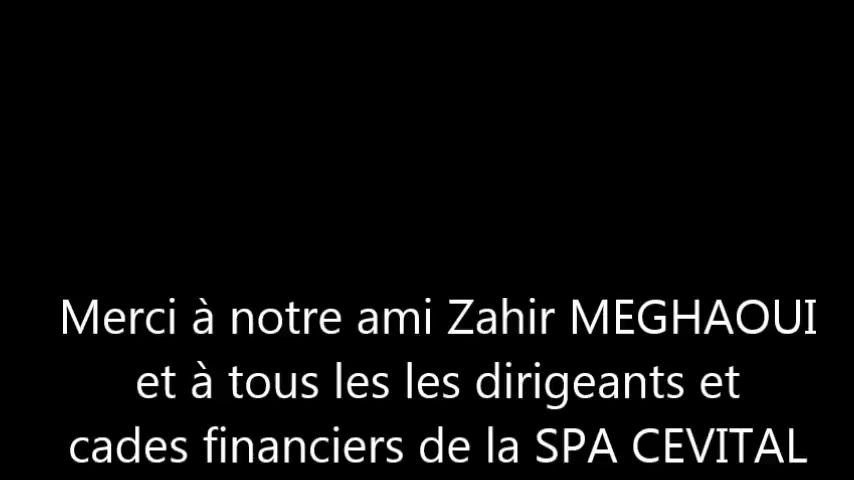 Merci à notre ami Zahir MEGHAOUI
et à tous les les dirigeants et
cades financiers de la SPA CEVITAL